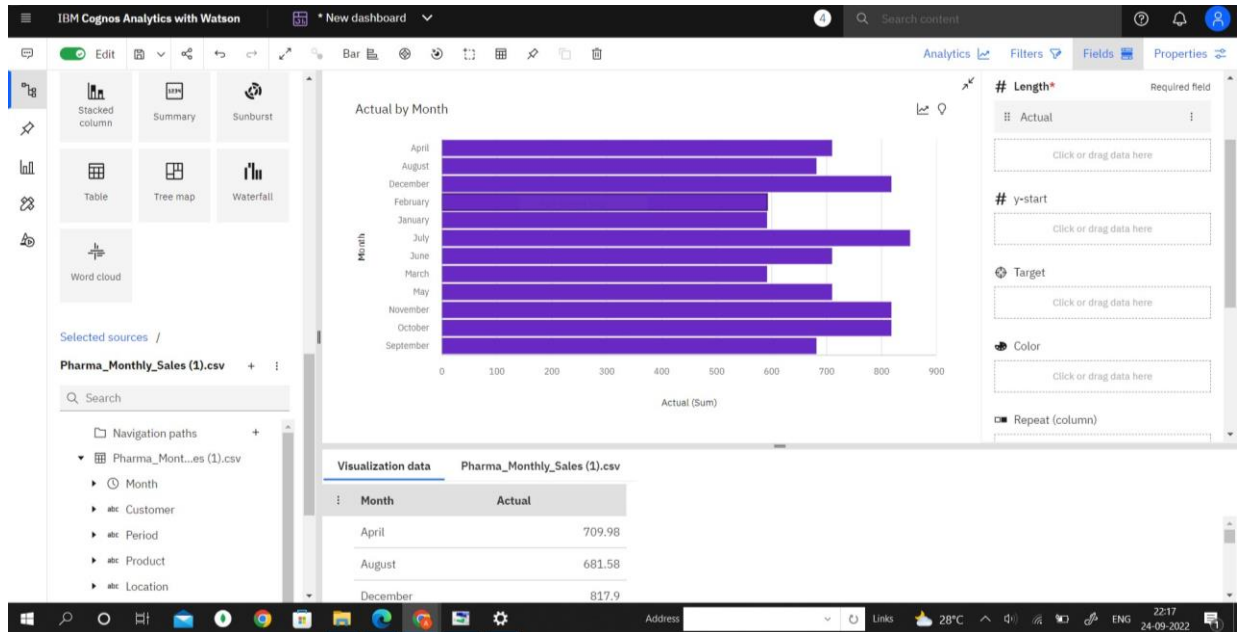 IBM Cognos Analytics with Watson
* New dashboard
4
Search content
Edit
Bar
Analytics
Filters
Fields
Properties
Stacked column
Summary
Sunburst
Table
Tree map
Waterfall
Word cloud
Selected sources /
Pharma_Monthly_Sales (1).csv + ⋮
Search
Navigation paths +
Pharma_Mont...es (1).csv
Month
abc Customer
abc Period
abc Product
abc Location
Actual by Month
Month
April
August
December
February
January
July
June
March
May
November
October
September
0 100 200 300 400 500 600 700 800 900
Actual (Sum)
# Length* Required field
Actual
Click or drag data here
# y-start
Click or drag data here
Target
Click or drag data here
Color
Click or drag data here
Repeat (column)
Visualization data Pharma_Monthly_Sales (1).csv
Month Actual
April 709.98
August 681.58
December 817.9
Address
Links
28°C
ENG
22:17
24-09-2022